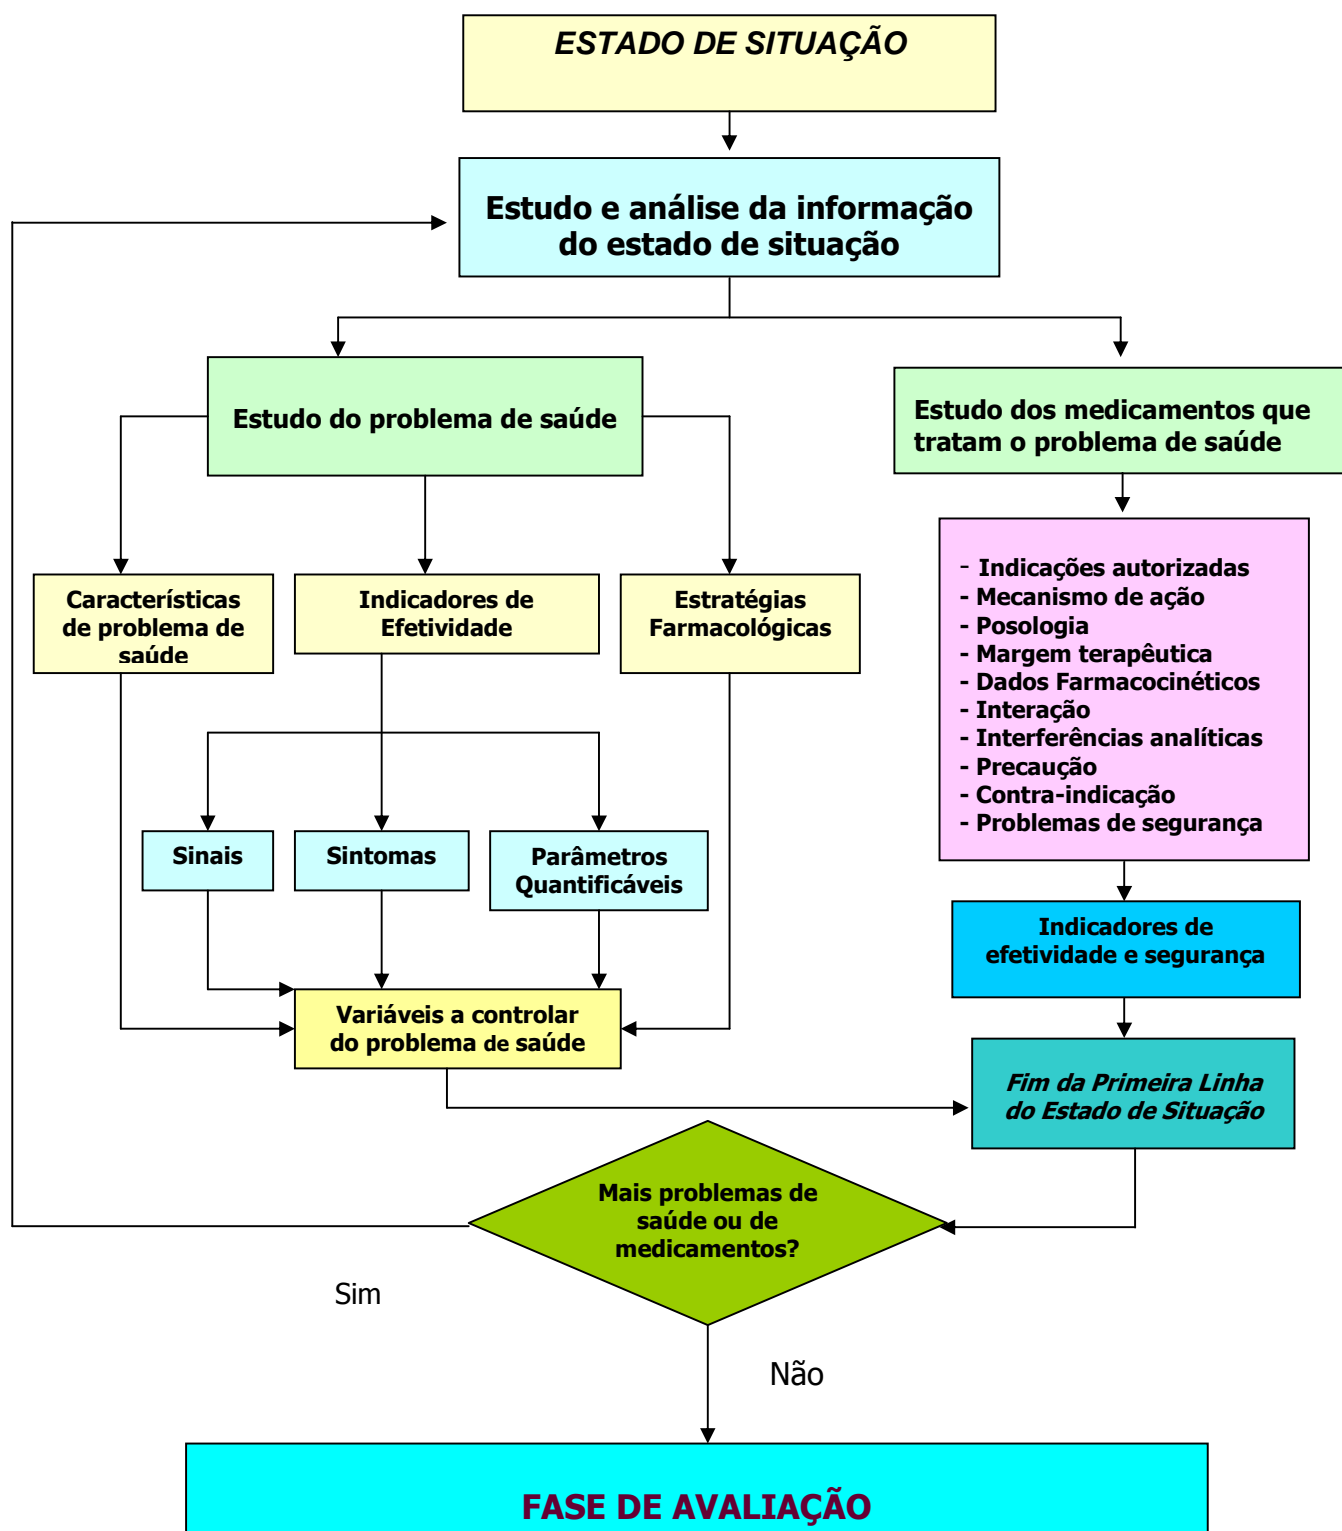 ESTADO DE SITUAÇÃO
Estudo e análise da informação
do estado de situação
Estudo do problema de saúde
Estudo dos medicamentos que
tratam o problema de saúde
Características
de problema de
saúde
Indicadores de
Efetividade
Estratégias
Farmacológicas
- Indicações autorizadas
- Mecanismo de ação
- Posologia
- Margem terapêutica
- Dados Farmacocinéticos
- Interação
- Interferências analíticas
- Precaução
- Contra-indicação
- Problemas de segurança
Sinais
Sintomas
Parâmetros
Quantificáveis
Indicadores de
efetividade e segurança
Variáveis a controlar
do problema de saúde
Fim da Primeira Linha
do Estado de Situação
Mais problemas de
saúde ou de
medicamentos?
Sim
Não
FASE DE AVALIAÇÃO